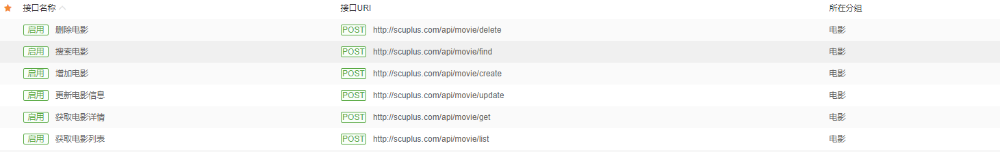 接口名称 接口URI 所在分组
启用 删除电影 POST http://scuplus.com/api/movie/delete 电影
启用 搜索电影 POST http://scuplus.com/api/movie/find 电影
启用 增加电影 POST http://scuplus.com/api/movie/create 电影
启用 更新电影信息 POST http://scuplus.com/api/movie/update 电影
启用 获取电影详情 POST http://scuplus.com/api/movie/get 电影
启用 获取电影列表 POST http://scuplus.com/api/movie/list 电影